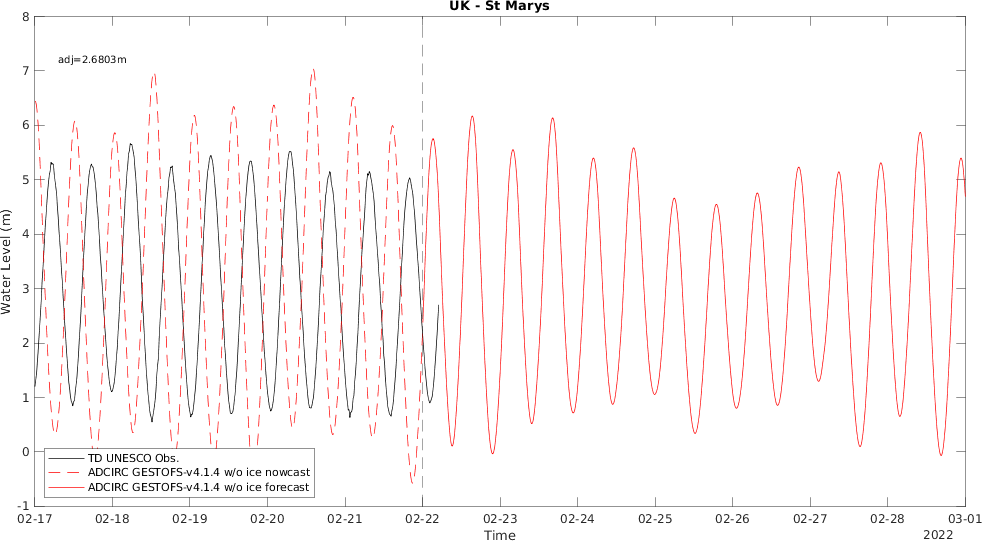 UK - St Marys
adj=2.6803m
8
7
6
5
4
3
2
1
0
-1
Water Level (m)
TD UNESCO Obs.
ADCIRC GESTOFS-v4.1.4 w/o ice nowcast
ADCIRC GESTOFS-v4.1.4 w/o ice forecast
02-17 02-18 02-19 02-20 02-21 02-22 02-23 02-24 02-25 02-26 02-27 02-28 03-01
Time
2022